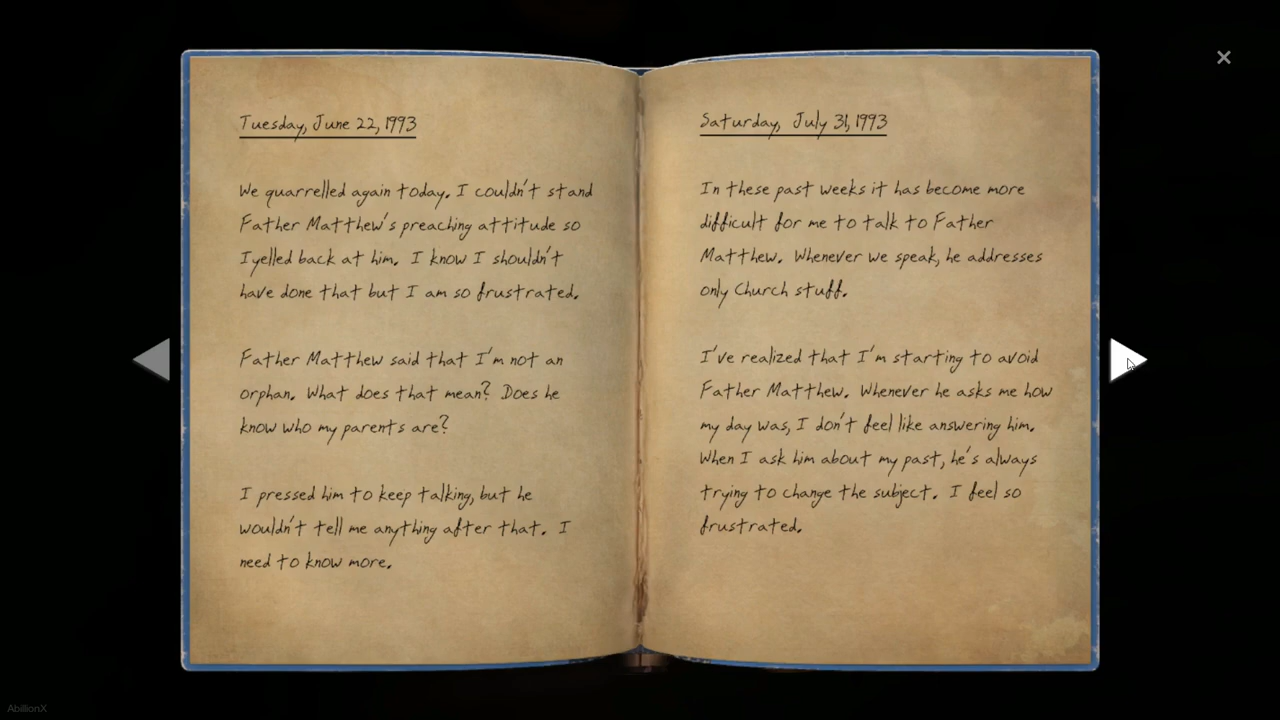 Tuesday, June 22, 1993
We quarrelled again today. I couldn't stand
Father Matthew's preaching attitude so
I yelled back at him. I know I shouldn't
have done that but I am so frustrated.
Father Matthew said that I'm not an
orphan. What does that mean? Does he
know who my parents are?
I pressed him to keep talking, but he
wouldn't tell me anything after that. I
need to know more.
Saturday, July 31, 1993
In these past weeks it has become more
difficult for me to talk to Father
Matthew. Whenever we speak, he addresses
only Church stuff.
I've realized that I'm starting to avoid
Father Matthew. Whenever he asks me how
my day was, I don't feel like answering him.
When I ask him about my past, he's always
trying to change the subject. I feel so
frustrated.
AbillionX